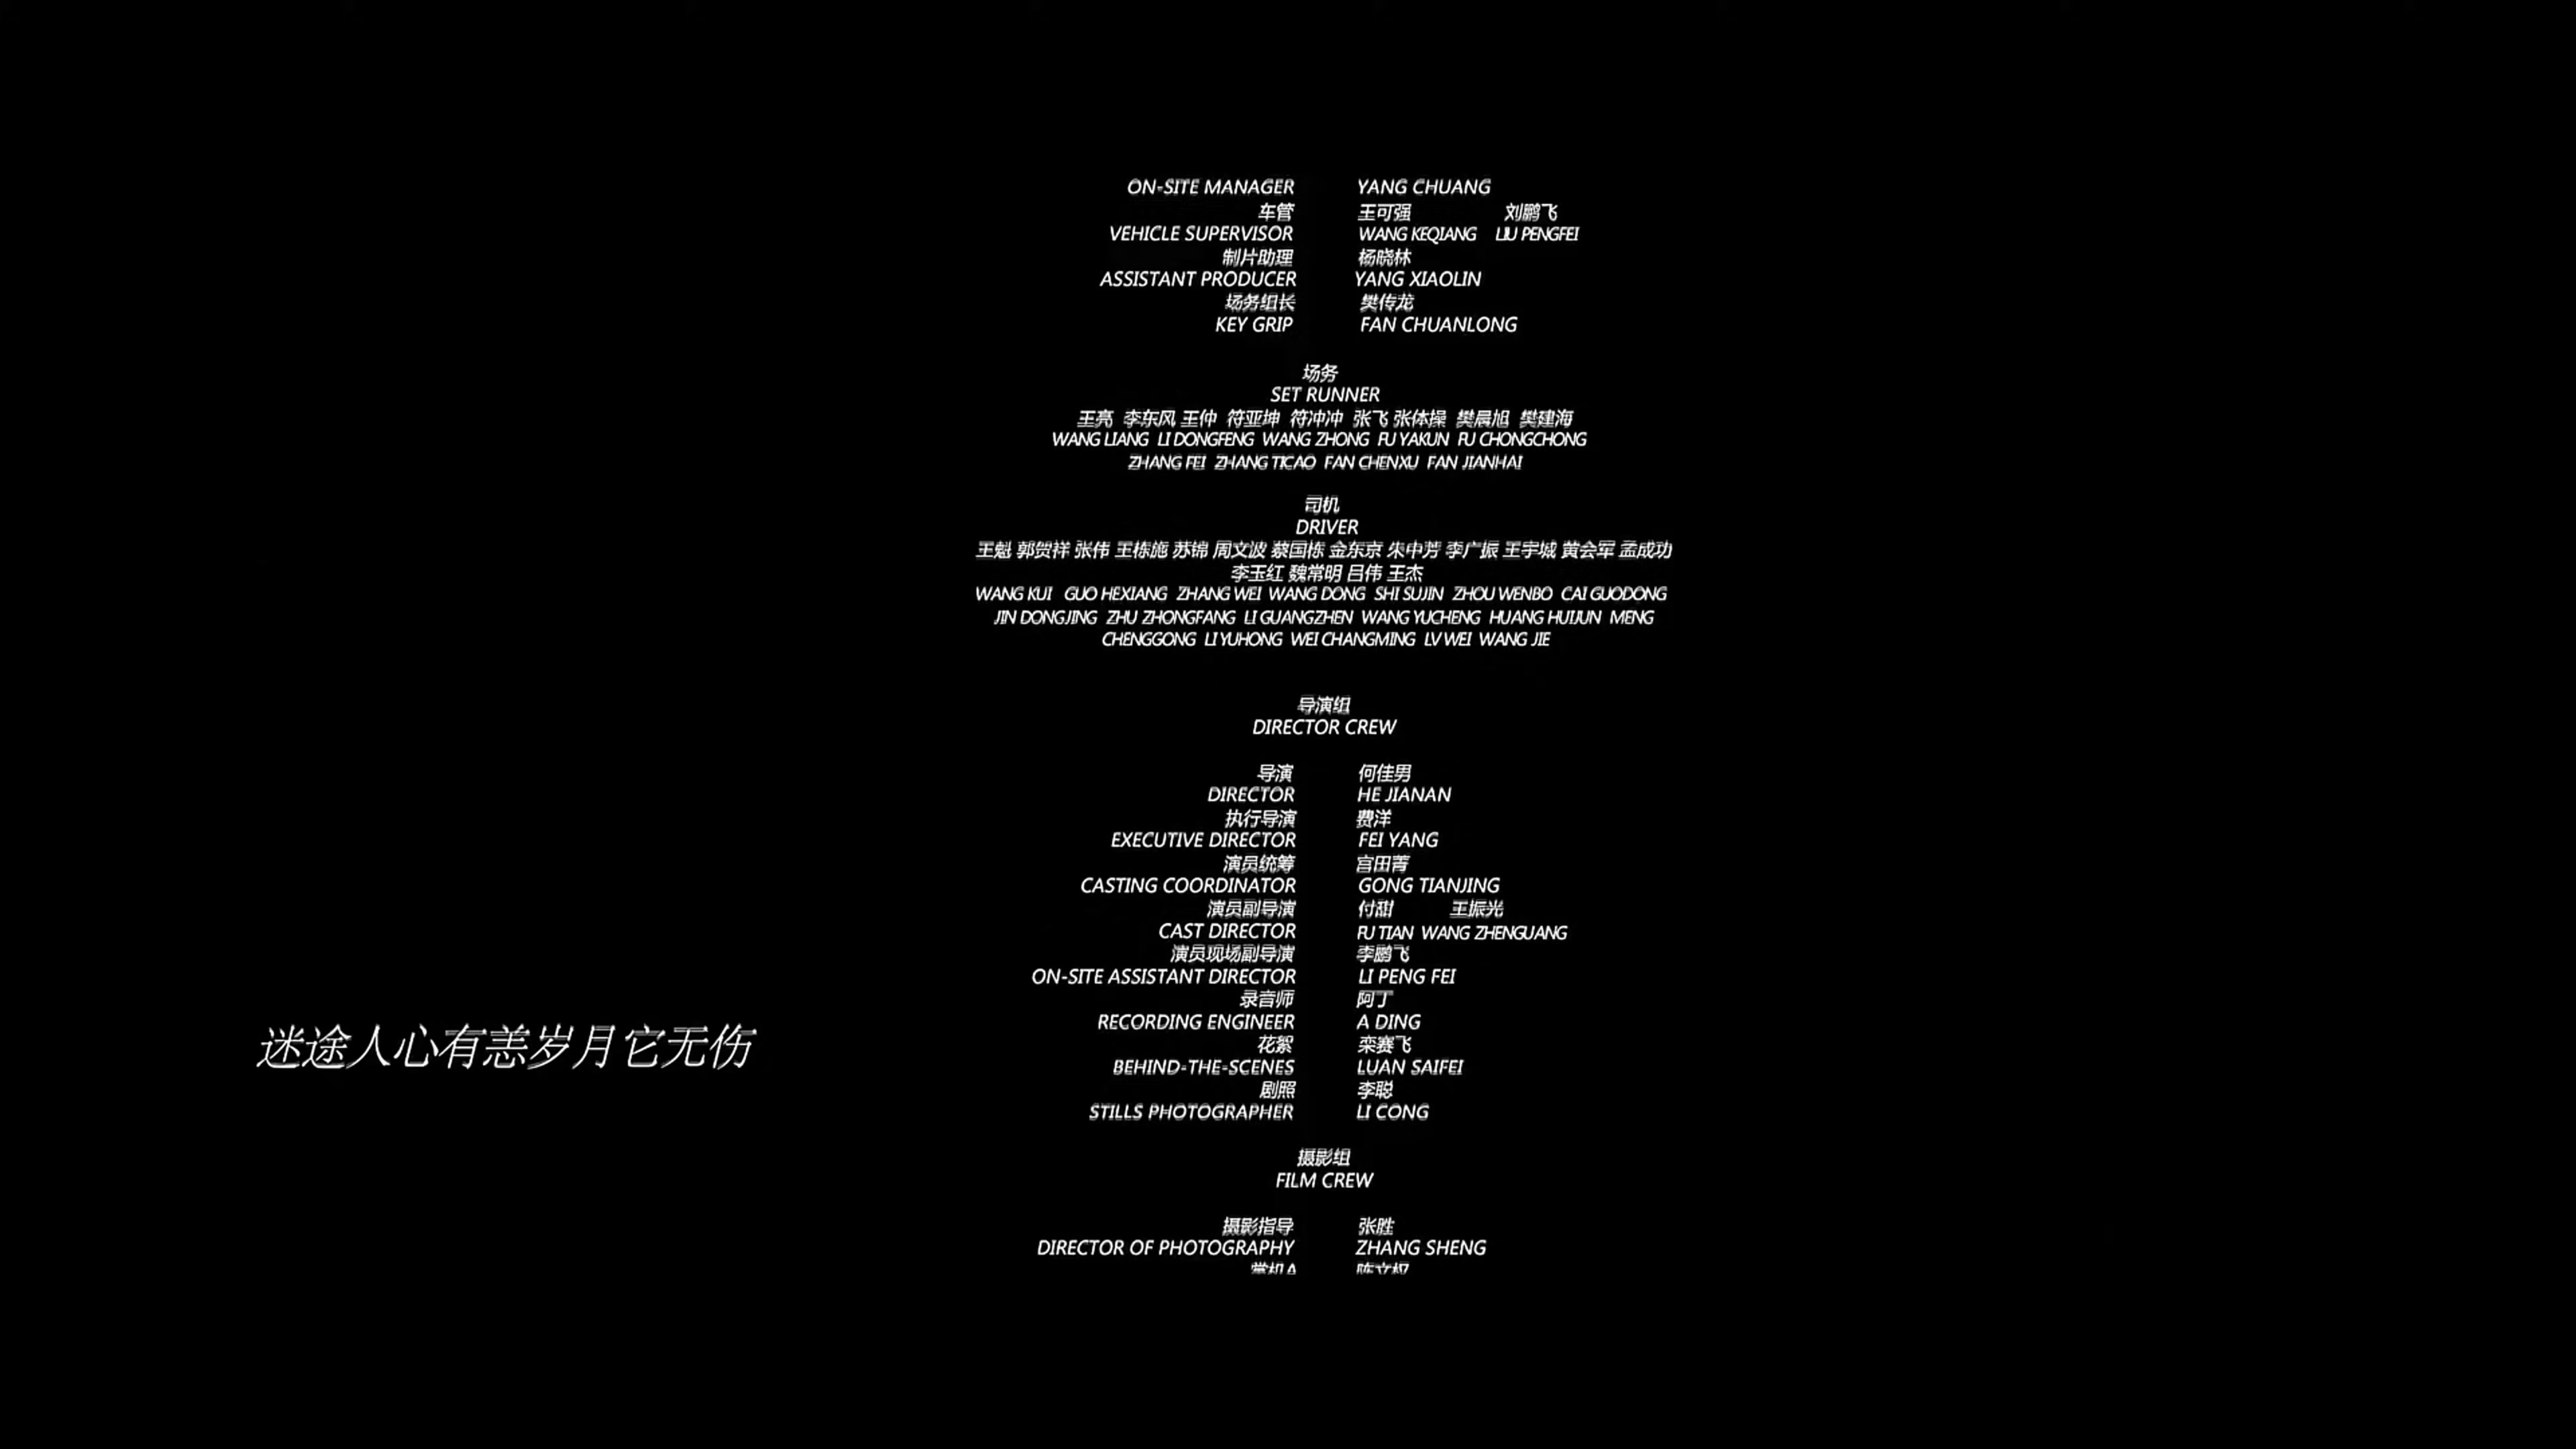 ON-SITE MANAGER YANG CHUANG
车管 王可强 刘鹏飞
VEHICLE SUPERVISOR WANG KEQIANG LIU PENGFEI
制片助理 杨晓林
ASSISTANT PRODUCER YANG XIAOLIN
场务组长 樊传龙
KEY GRIP FAN CHUANLONG
场务
SET RUNNER
王亮 李东风 王仲 符亚坤 符冲冲 张飞 张体操 樊晨旭 樊建海
WANG LIANG LI DONGFENG WANG ZHONG FU YAKUN FU CHONGCHONG
ZHANG FEI ZHANG TICAO FAN CHENXU FAN JIANHAI
司机
DRIVER
王魁 郭贺祥 张伟 王栋施 苏锦 周文波 蔡国栋 金东京 朱中芳 李广振 王宇城 黄会军 孟成功
李玉红 魏常明 吕伟 王杰
WANG KUI GUO HEXIANG ZHANG WEI WANG DONG SHI SUJIN ZHOU WENBO CAI GUODONG
JIN DONGJING ZHU ZHONGFANG LI GUANGZHEN WANG YUCHENG HUANG HUIJUN MENG
CHENGGONG LI YUHONG WEI CHANGMING LV WEI WANG JIE
导演组
DIRECTOR CREW
导演 何佳男
DIRECTOR HE JIANAN
执行导演 费洋
EXECUTIVE DIRECTOR FEI YANG
演员统筹 宫田菁
CASTING COORDINATOR GONG TIANJING
演员副导演 付甜 王振光
CAST DIRECTOR FU TIAN WANG ZHENGUANG
演员现场副导演 李鹏飞
ON-SITE ASSISTANT DIRECTOR LI PENG FEI
录音师 阿丁
RECORDING ENGINEER A DING
花絮 栾赛飞
BEHIND-THE-SCENES LUAN SAIFEI
剧照 李聪
STILLS PHOTOGRAPHER LI CONG
迷途人心有恙岁月它无伤
摄影组
FILM CREW
摄影指导 张胜
DIRECTOR OF PHOTOGRAPHY ZHANG SHENG
掌机A